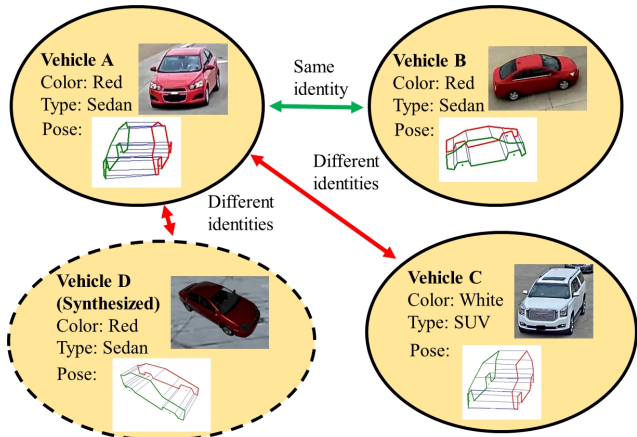 Vehicle A
Color: Red
Type: Sedan
Pose:
Same
identity
Vehicle B
Color: Red
Type: Sedan
Pose:
Different
identities
Different
identities
Vehicle D
(Synthesized)
Color: Red
Type: Sedan
Pose:
Vehicle C
Color: White
Type: SUV
Pose: